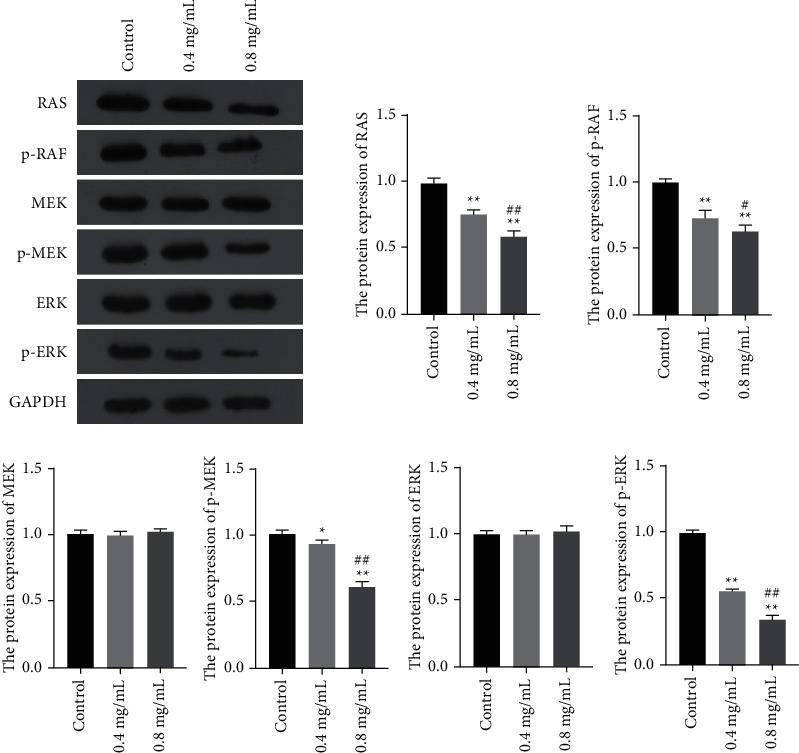 Control
0.4 mg/mL
0.8 mg/mL
RAS
p-RAF
MEK
p-MEK
ERK
p-ERK
GAPDH
The protein expression of RAS
1.5
1.0
0.5
0.0
**
##
**
Control
0.4 mg/mL
0.8 mg/mL
The protein expression of p-RAF
1.5
1.0
0.5
0.0
**
#
**
Control
0.4 mg/mL
0.8 mg/mL
The protein expression of MEK
1.5
1.0
0.5
0.0
Control
0.4 mg/mL
0.8 mg/mL
The protein expression of p-MEK
1.5
1.0
0.5
0.0
*
##
**
Control
0.4 mg/mL
0.8 mg/mL
The protein expression of ERK
1.5
1.0
0.5
0.0
Control
0.4 mg/mL
0.8 mg/mL
The protein expression of p-ERK
1.5
1.0
0.5
0.0
**
##
**
Control
0.4 mg/mL
0.8 mg/mL